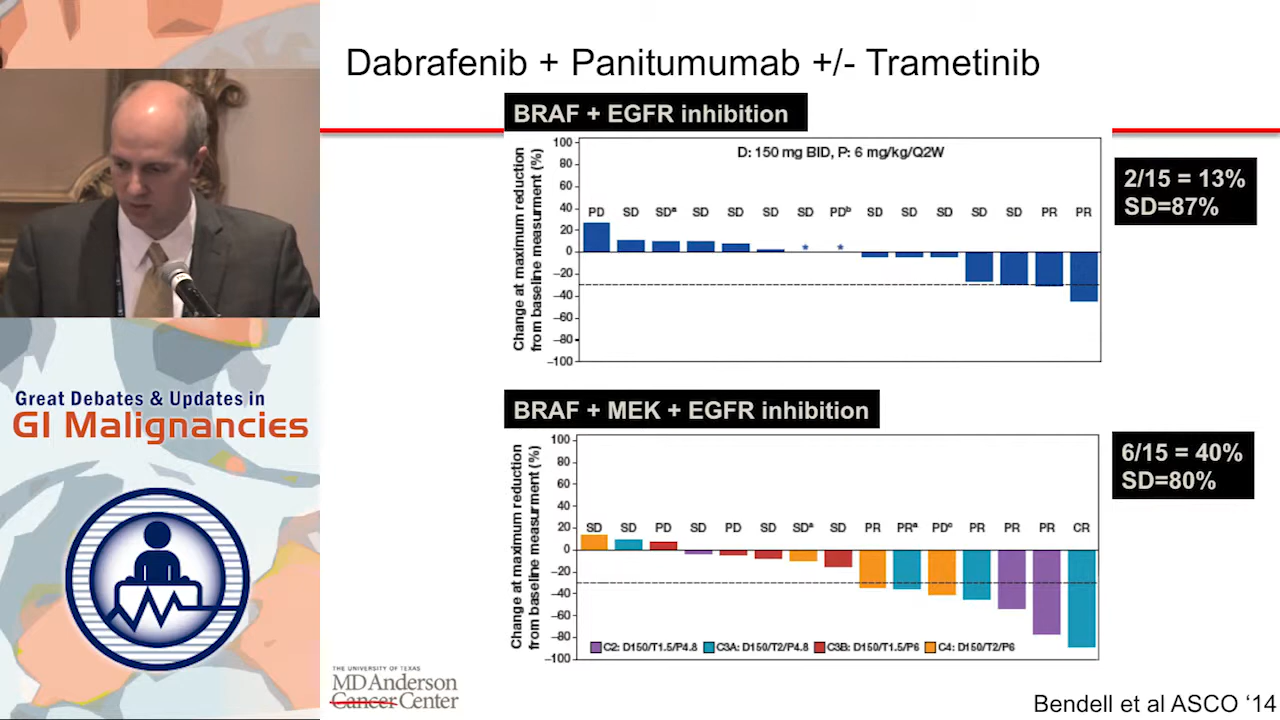 Dabrafenib + Panitumumab +/- Trametinib
BRAF + EGFR inhibition
Change at maximum reduction
from baseline measurment (%)
100
80
60
40
20
0
−20
−40
−60
−80
−100
D: 150 mg BID, P: 6 mg/kg/Q2W
PD SD SDa SD SD SD SD PDb SD SD SD SD SD PR PR
* *
2/15 = 13%
SD=87%
BRAF + MEK + EGFR inhibition
Change at maximum reduction
from baseline measurment (%)
100
80
60
40
20
0
−20
−40
−60
−80
−100
SD SD PD SD PD SD SDa SD PR PRa PDc PR PR PR CR
C2: D150/T1.5/P4.8 C3A: D150/T2/P4.8 C3B: D150/T1.5/P6 C4: D150/T2/P6
6/15 = 40%
SD=80%
Great Debates & Updates in
GI Malignancies
THE UNIVERSITY OF TEXAS
MD Anderson
Cancer Center
Bendell et al ASCO ‘14